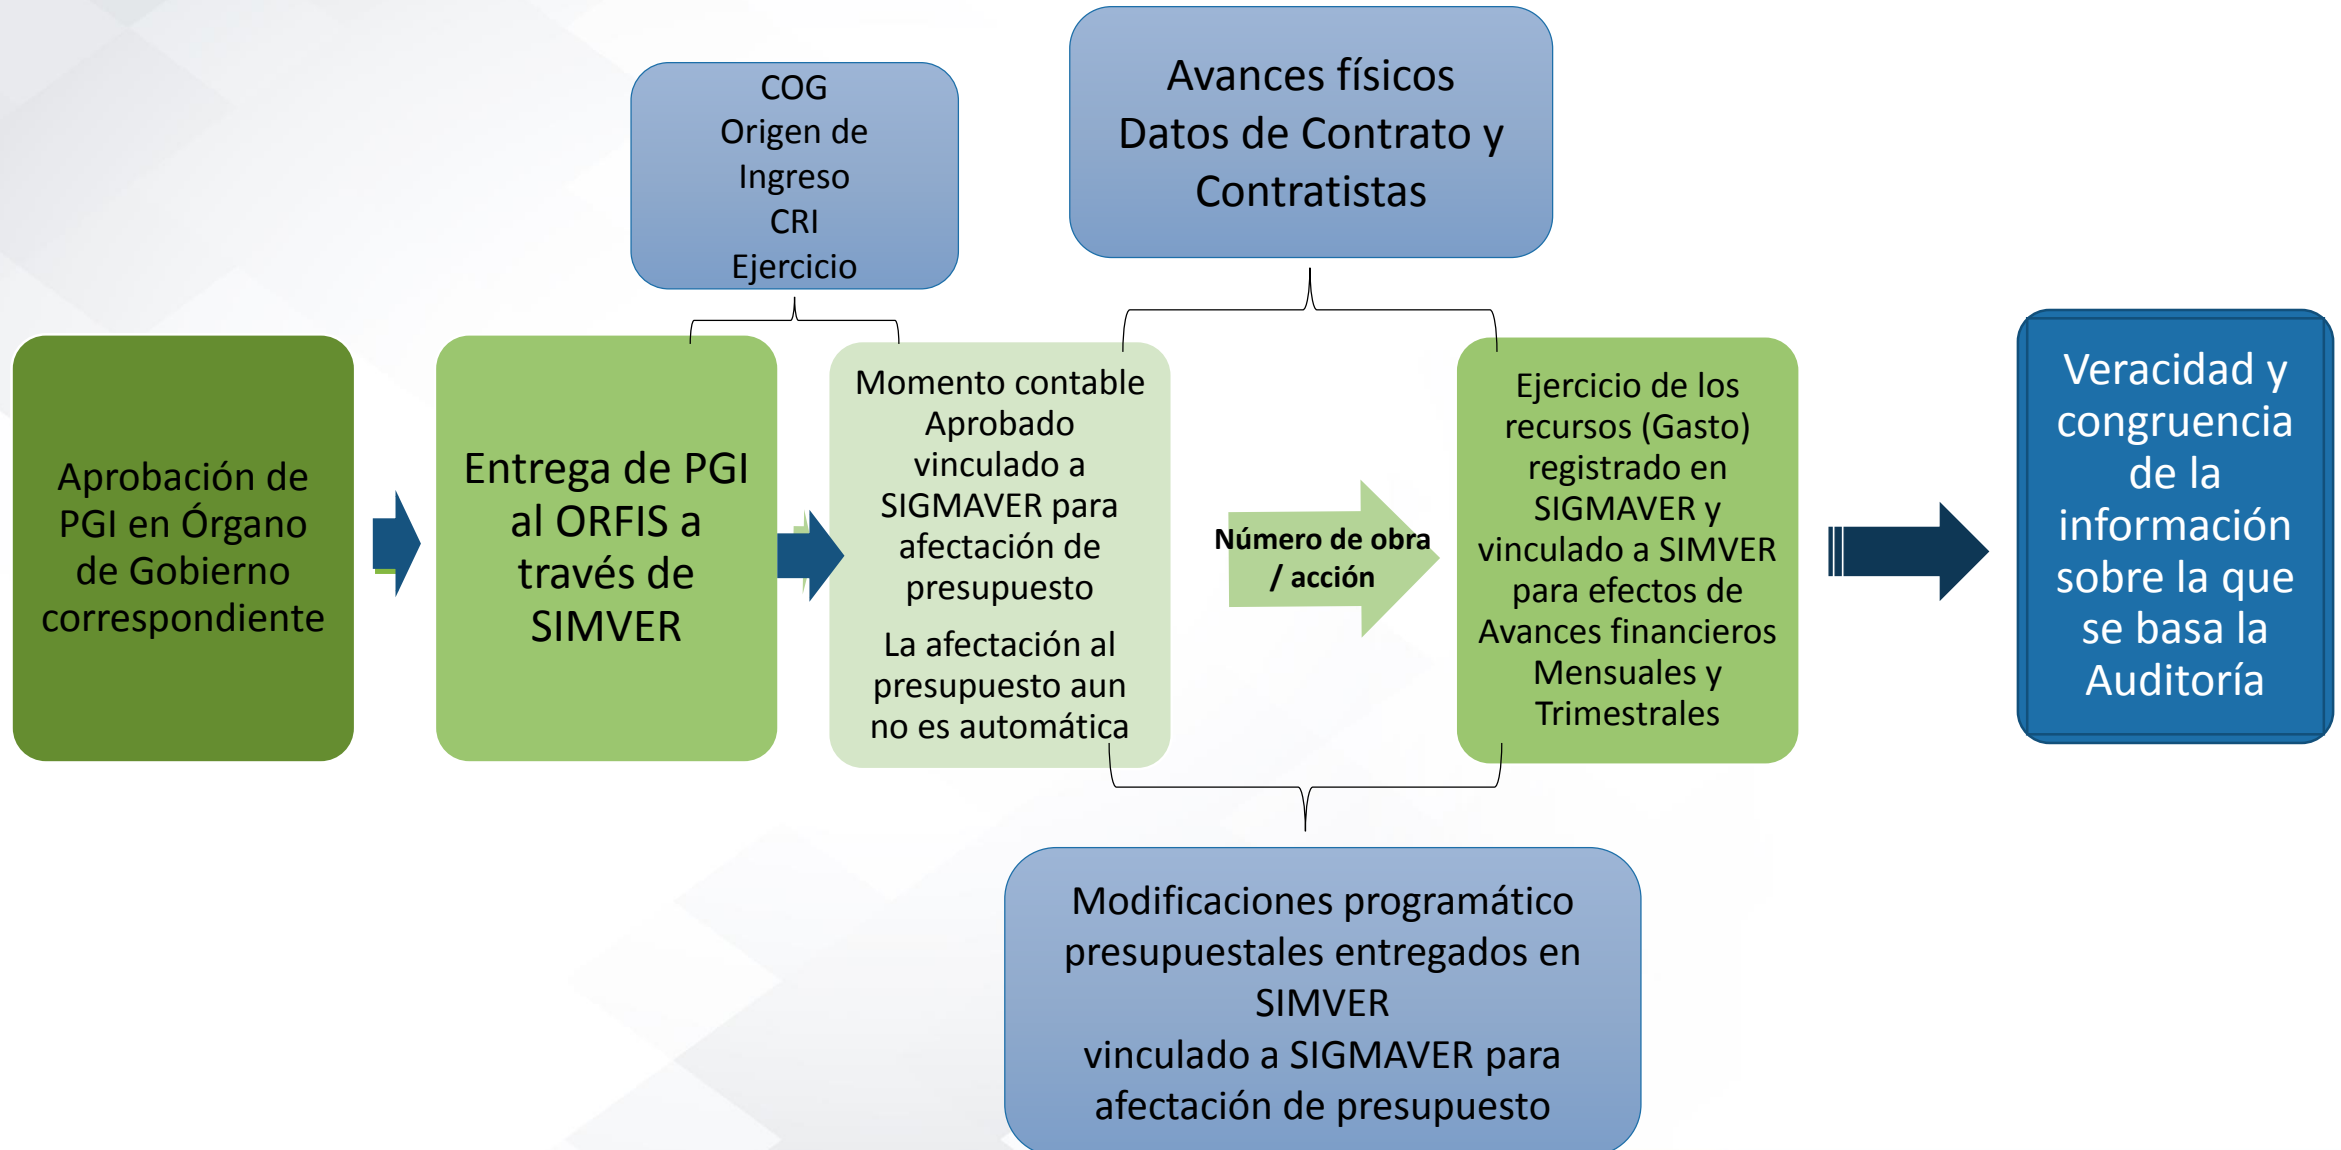 COG
Origen de
Ingreso
CRI
Ejercicio
Avances físicos
Datos de Contrato y
Contratistas
Aprobación de
PGI en Órgano
de Gobierno
correspondiente
Entrega de PGI
al ORFIS a
través de
SIMVER
Momento contable
Aprobado
vinculado a
SIGMAVER para
afectación de
presupuesto
La afectación al
presupuesto aun
no es automática
Número de obra
/ acción
Ejercicio de los
recursos (Gasto)
registrado en
SIGMAVER y
vinculado a SIMVER
para efectos de
Avances financieros
Mensuales y
Trimestrales
Veracidad y
congruencia
de la
información
sobre la que
se basa la
Auditoría
Modificaciones programático
presupuestales entregados en
SIMVER
vinculado a SIGMAVER para
afectación de presupuesto